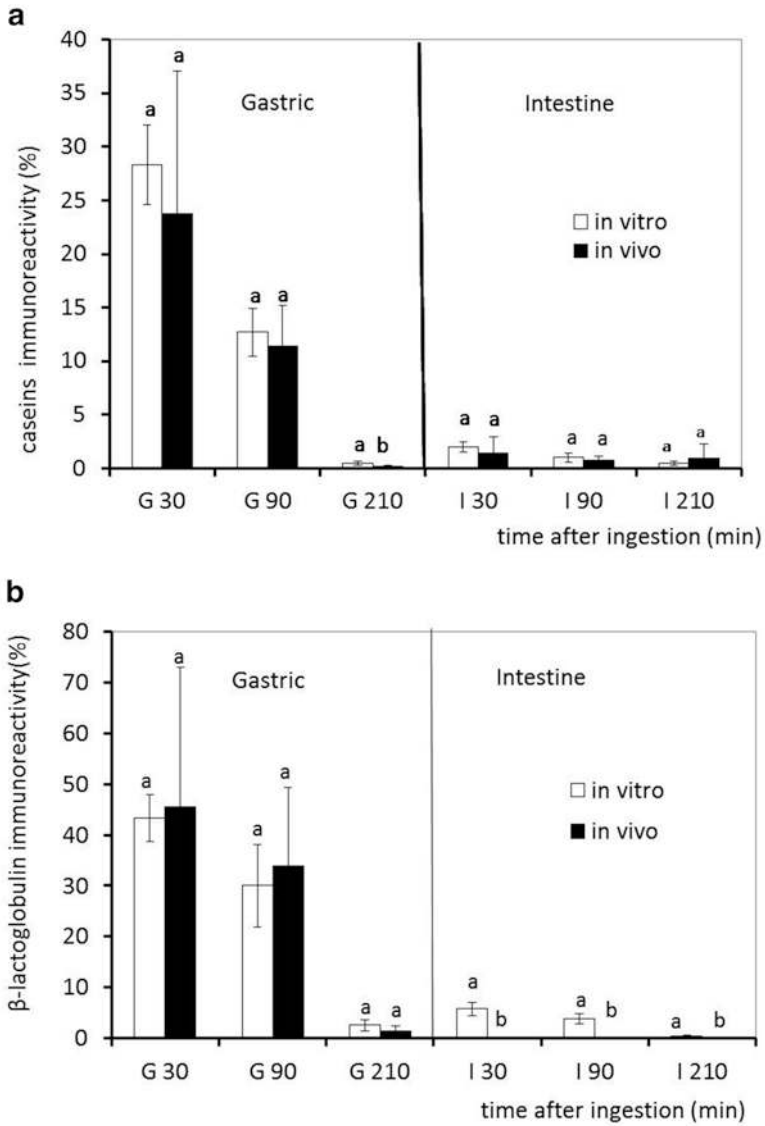 a
40
35
30
25
20
15
10
5
0
caseins immunoreactivity (%)
Gastric
Intestine
in vitro
in vivo
a
a
a
a
a b
a a
a a
a a
G 30
G 90
G 210
I 30
I 90
I 210
time after ingestion (min)
b
80
70
60
50
40
30
20
10
0
β-lactoglobulin immunoreactivity(%)
Gastric
Intestine
in vitro
in vivo
a
a
a
a
a a
a
b
a b
a b
G 30
G 90
G 210
I 30
I 90
I 210
time after ingestion (min)